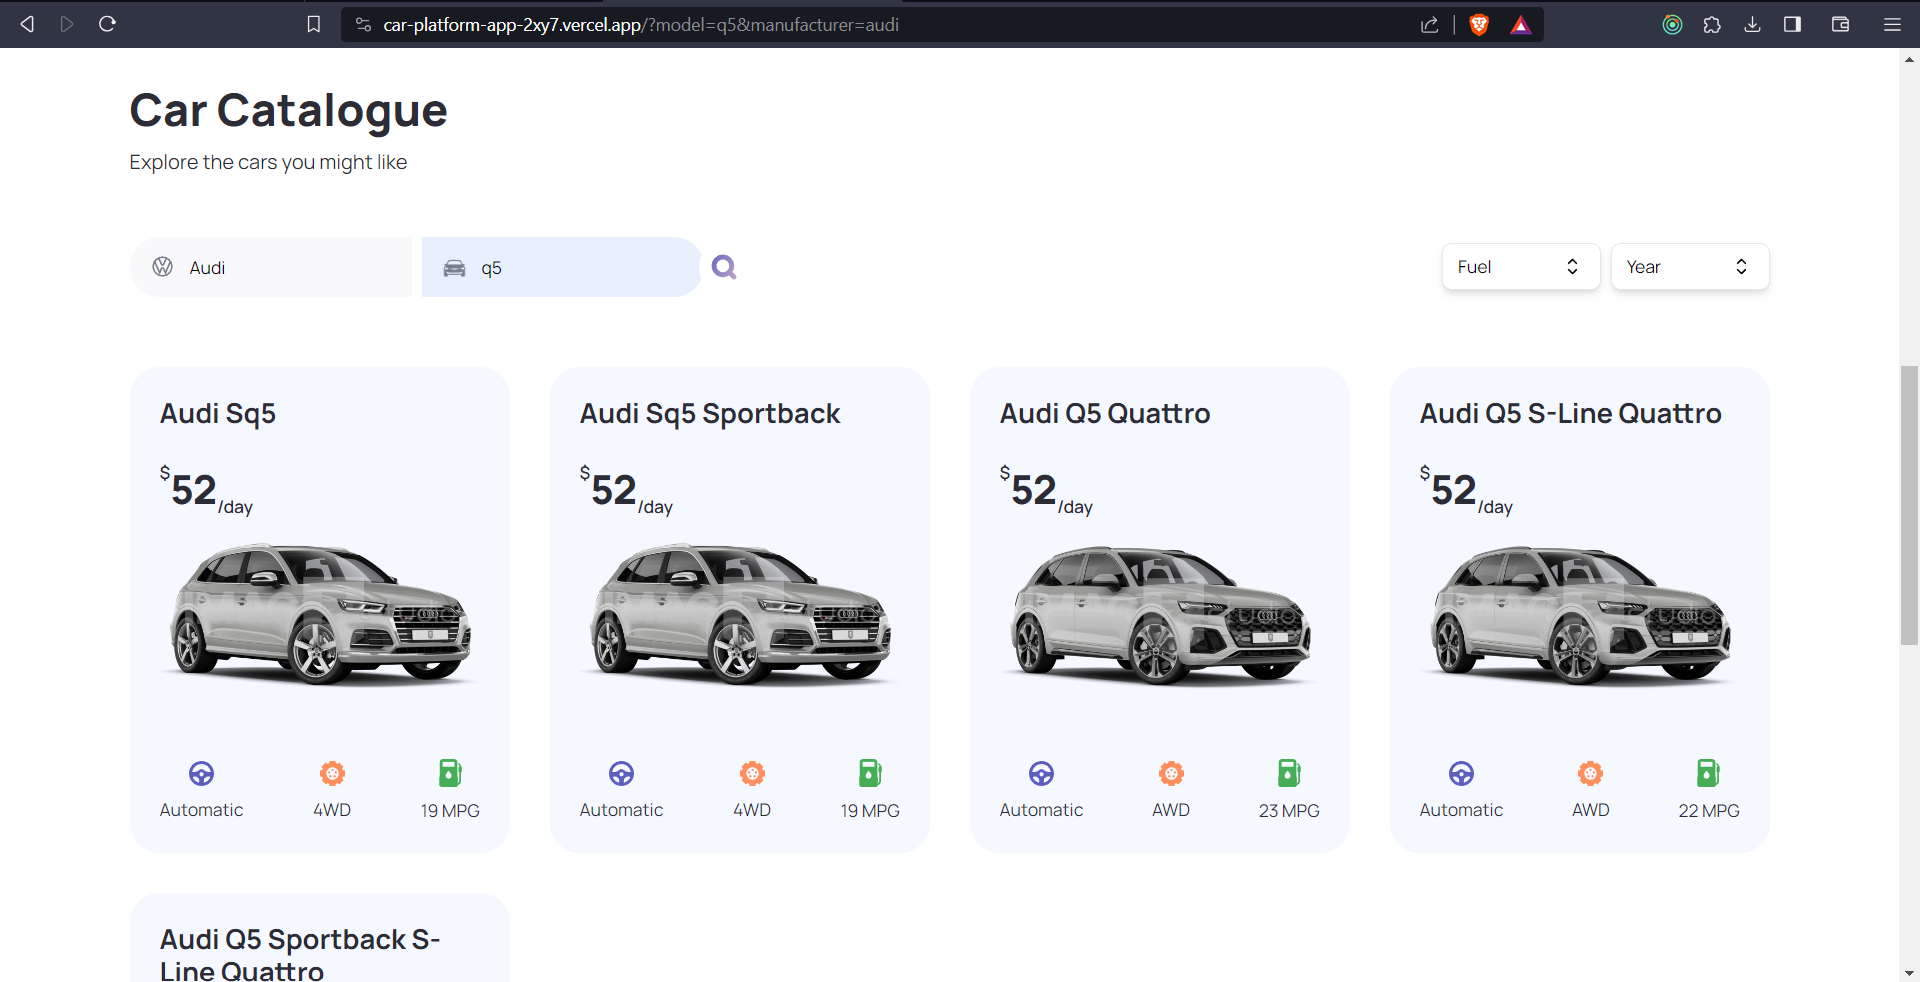 car-platform-app-2xy7.vercel.app/?model=q5&manufacturer=audi
Car Catalogue
Explore the cars you might like
Audi
q5
Fuel
Year
Audi Sq5
$52/day
Automatic
4WD
19 MPG
Audi Sq5 Sportback
$52/day
Automatic
4WD
19 MPG
Audi Q5 Quattro
$52/day
Automatic
AWD
23 MPG
Audi Q5 S-Line Quattro
$52/day
Automatic
AWD
22 MPG
Audi Q5 Sportback S-
Line Quattro